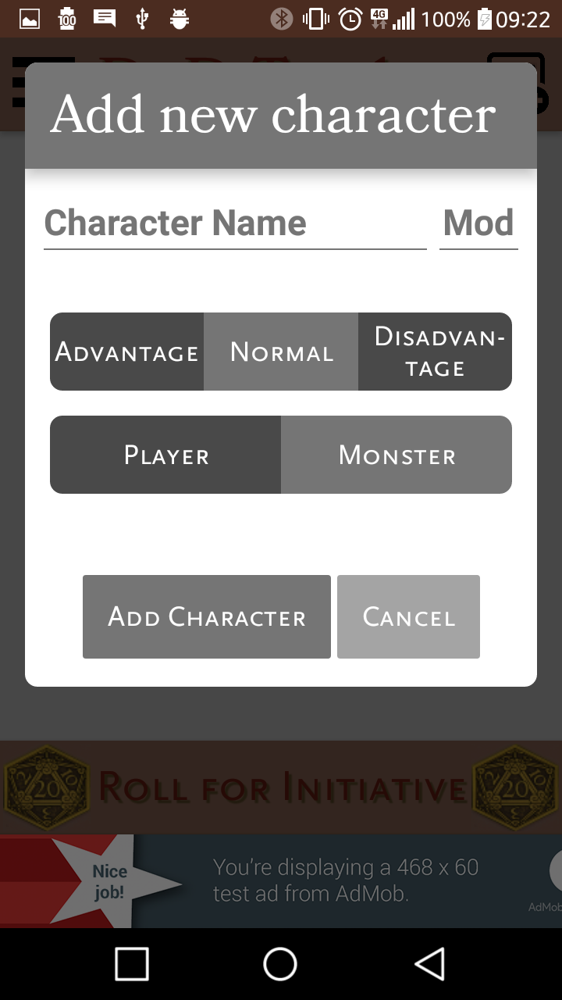 100 4G 100% 09:22
Add new character
Character Name Mod
Advantage Normal Disadvan-
tage
Player Monster
Add Character Cancel
20 Roll for Initiative 20
Nice
job!
You're displaying a 468 x 60
test ad from AdMob.
AdMob